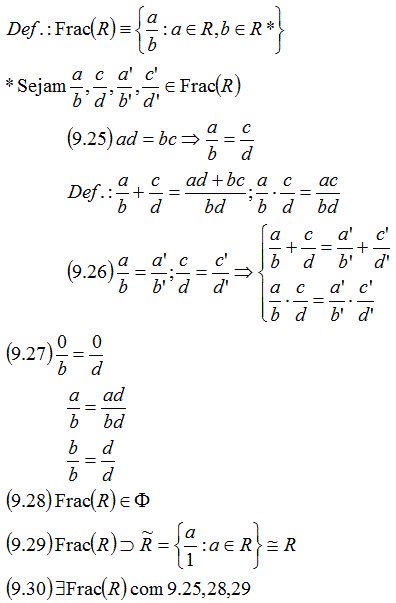 Def.: Frac(R) ≡ {a/b : a ∈ R, b ∈ R*}
* Sejam a/b, c/d, a'/b', c'/d' ∈ Frac(R)
(9.25) ad = bc ⇒ a/b = c/d
Def.: a/b + c/d = (ad + bc)/bd; a/b · c/d = ac/bd
(9.26) a/b = a'/b'; c/d = c'/d' ⇒ { a/b + c/d = a'/b' + c'/d'
a/b · c/d = a'/b' · c'/d'
(9.27) 0/b = 0/d
a/b = ad/bd
b/b = d/d
(9.28) Frac(R) ∈ Φ
(9.29) Frac(R) ⊃ R̃ = {a/1 : a ∈ R} ≅ R
(9.30) ∃Frac(R) com 9.25,28,29